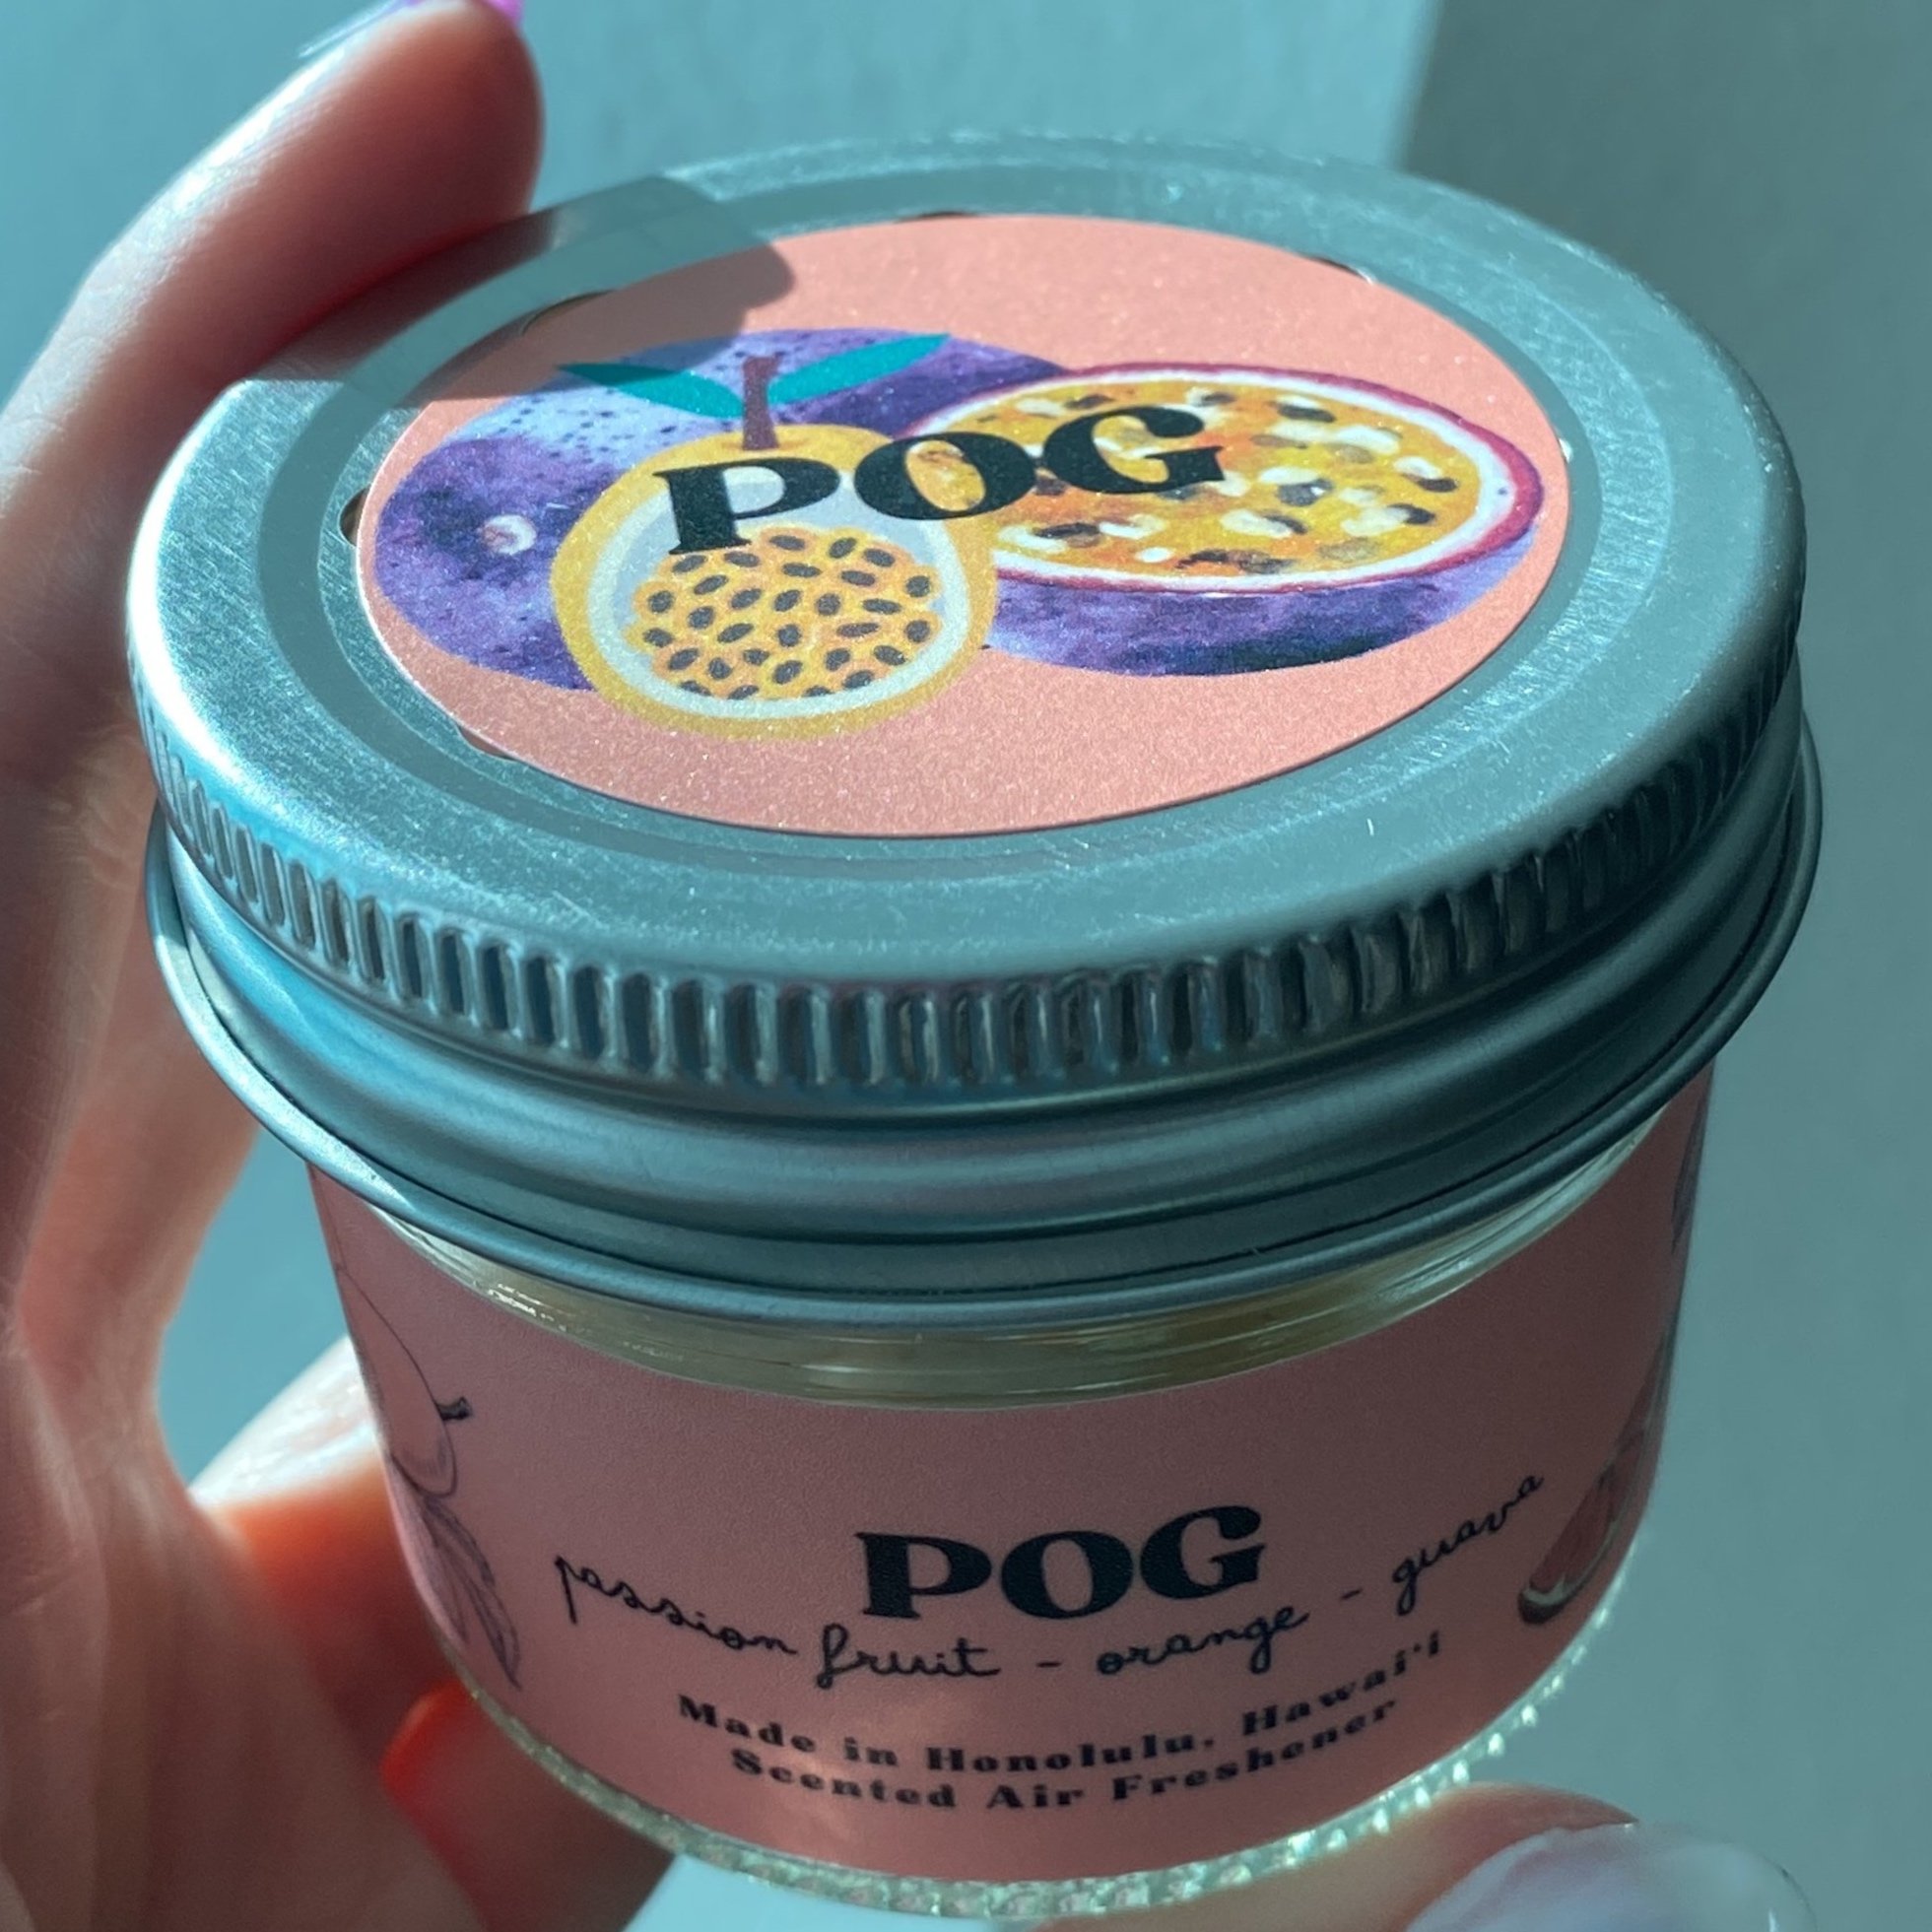 POG
POG
passion fruit - orange - guava
Made in Honolulu, Hawai'i
Scented Air Freshener